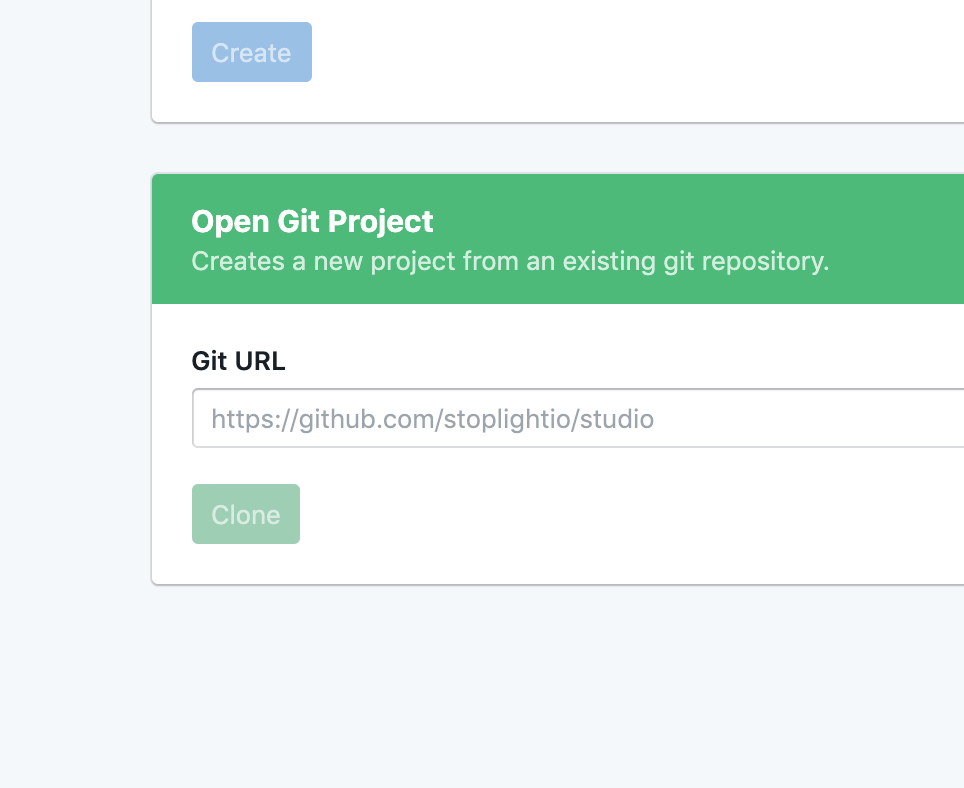 Create
Open Git Project
Creates a new project from an existing git repository.
Git URL
https://github.com/stoplightio/studio
Clone